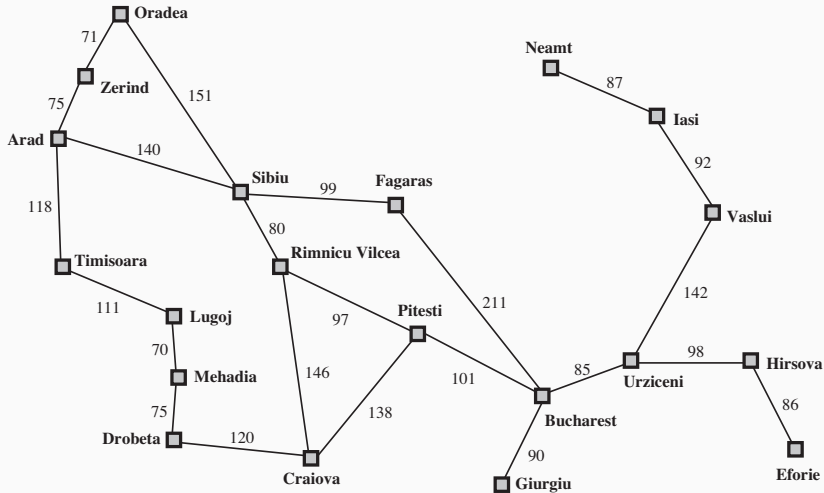 Oradea
71
Neamt
87
Zerind
151
75
Iasi
Arad
140
92
Sibiu
99
Fagaras
118
80
Vaslui
Timisoara
Rimnicu Vilcea
111
Lugoj
97
Pitesti
211
142
70
146
101
85
98
Hirsova
Mehadia
Urziceni
75
138
Bucharest
86
Drobeta
120
90
Craiova
Giurgiu
Eforie